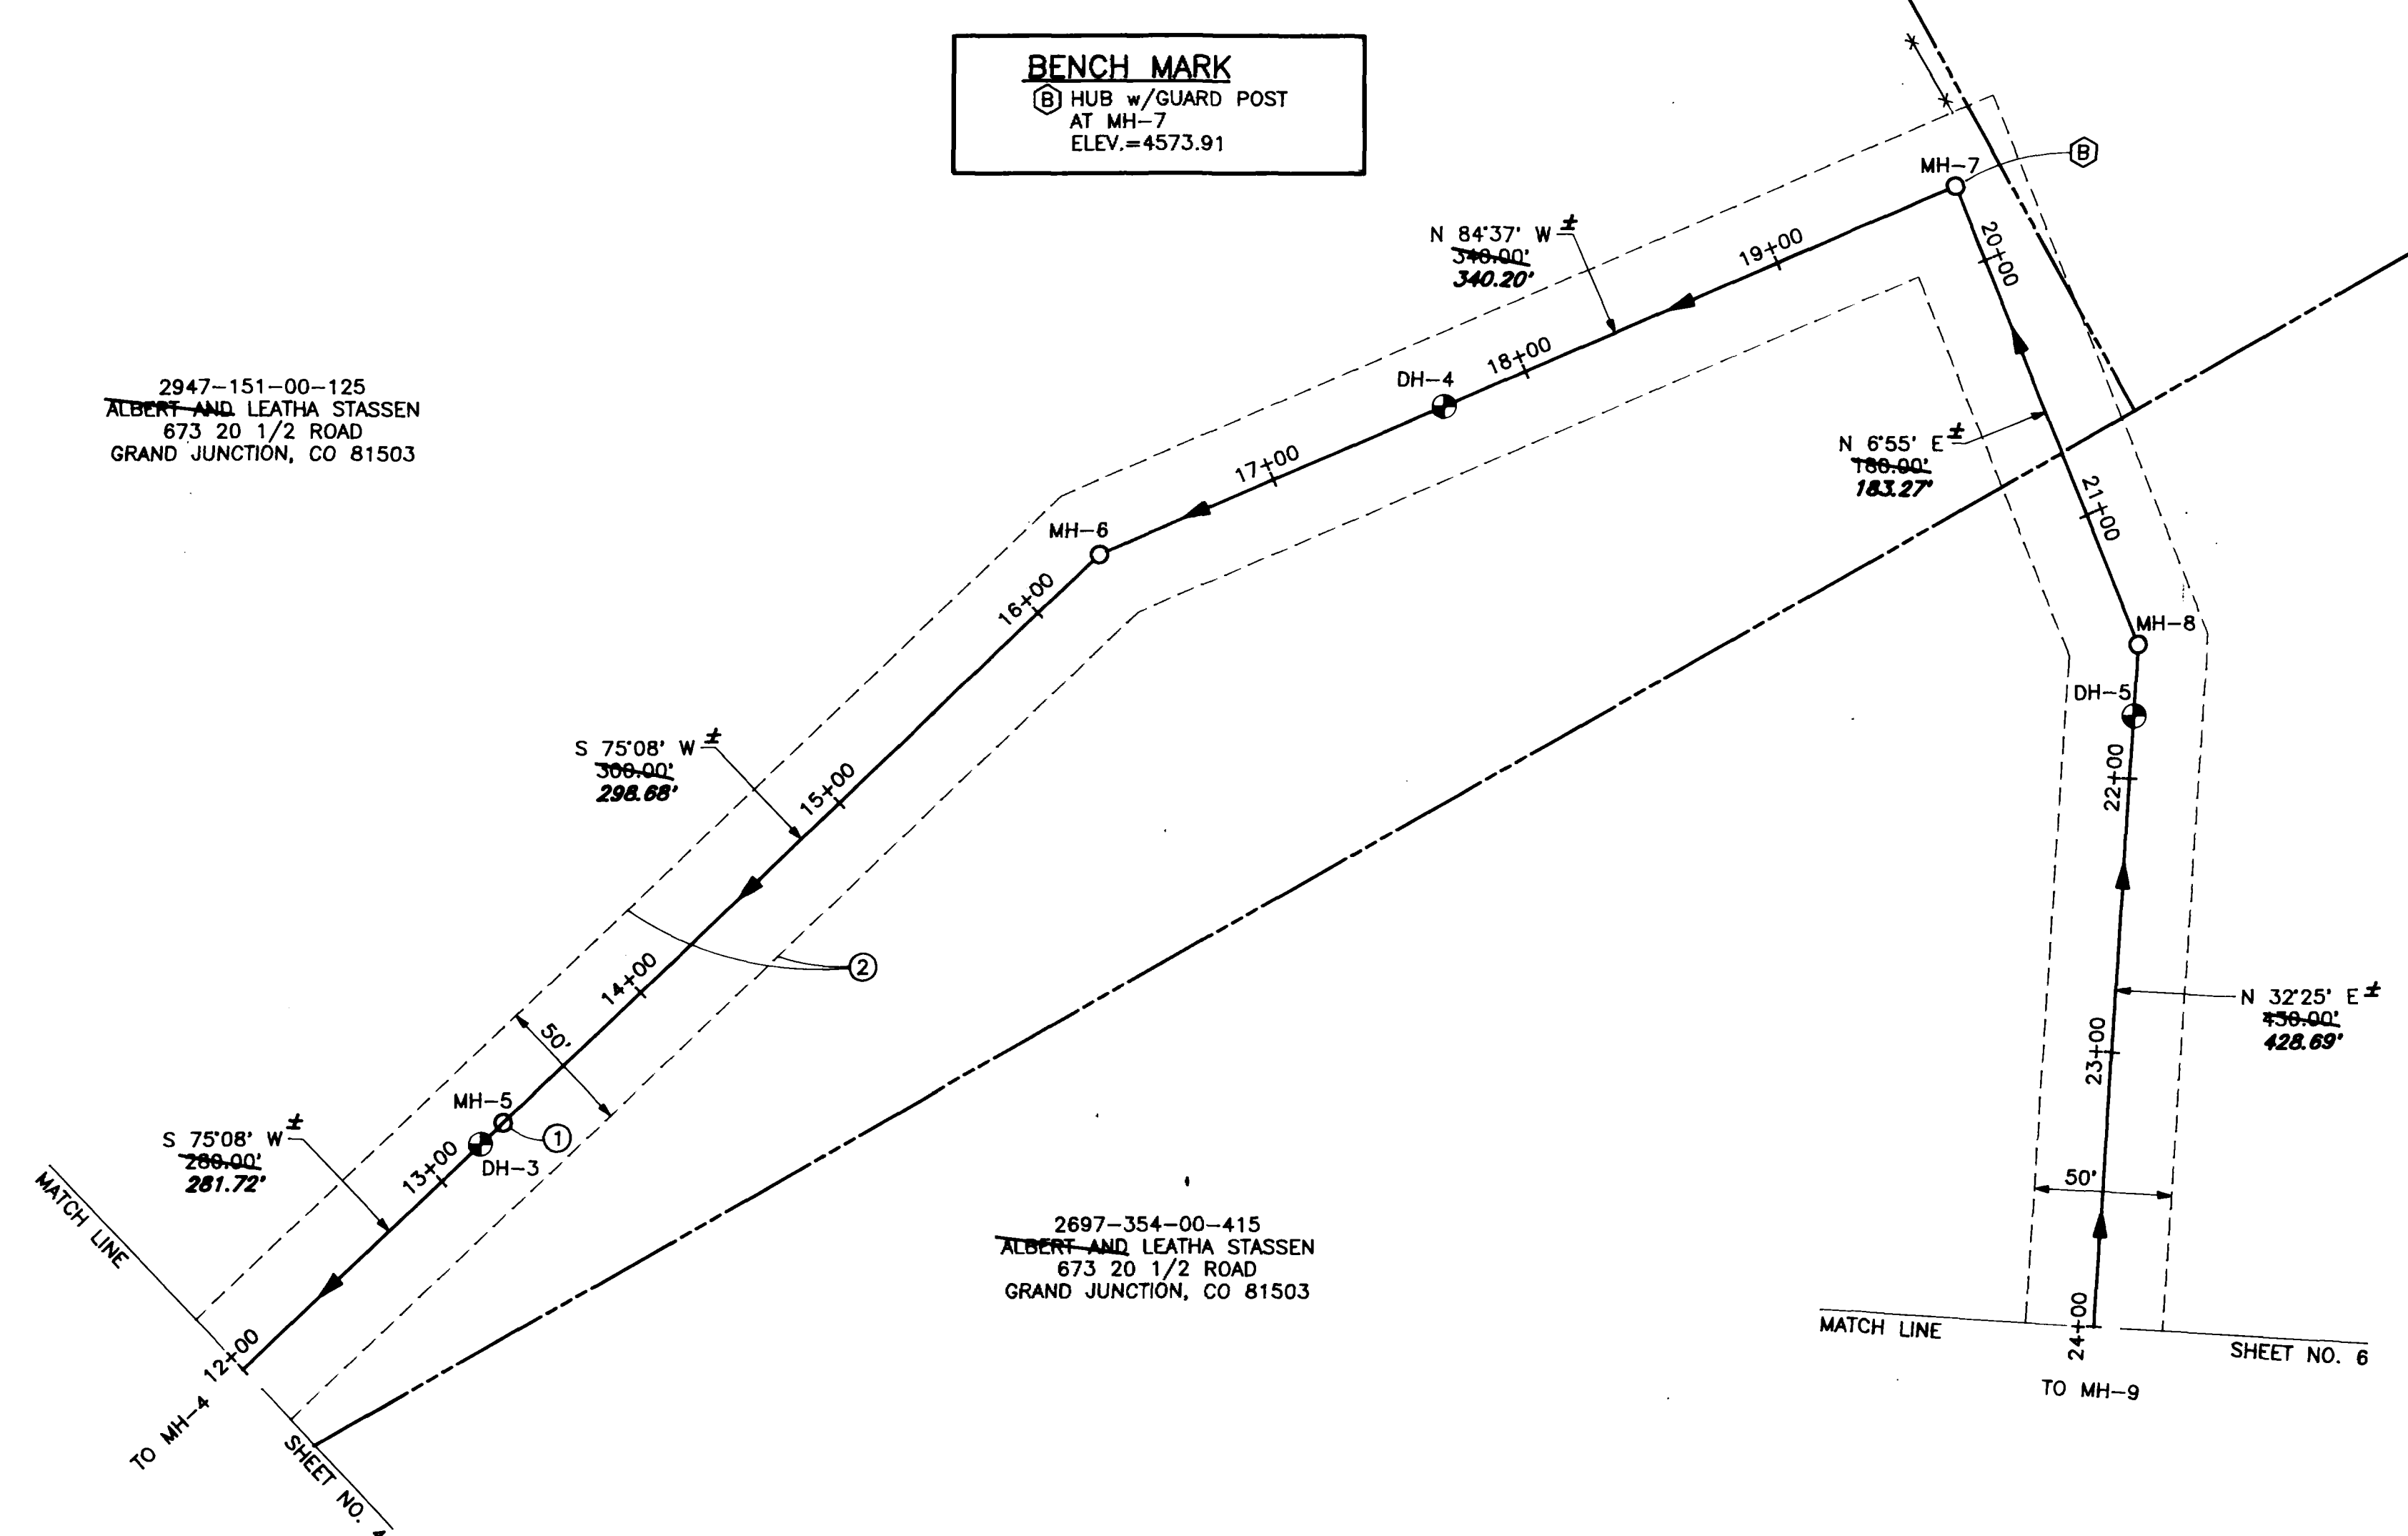 BENCH MARK
B HUB w/GUARD POST
AT MH-7
ELEV.=4573.91
MH-7
B
N 84°37' W ±
340.00'
340.20'
19+00
20+00
18+00
DH-4
2947-151-00-125
ALBERT AND LEATHA STASSEN
673 20 1/2 ROAD
GRAND JUNCTION, CO 81503
N 6°55' E ±
180.00'
183.27'
17+00
21+00
MH-6
16+00
MH-8
DH-5
S 75°08' W ±
300.00'
298.68'
15+00
22+00
14+00
2
N 32°25' E ±
430.00'
428.69'
50'
23+00
MH-5
1
S 75°08' W ±
280.00'
281.72'
13+00
DH-3
50'
MATCH LINE
2697-354-00-415
ALBERT AND LEATHA STASSEN
673 20 1/2 ROAD
GRAND JUNCTION, CO 81503
12+00
TO MH-4
SHEET NO.
MATCH LINE
24+00
SHEET NO. 6
TO MH-9